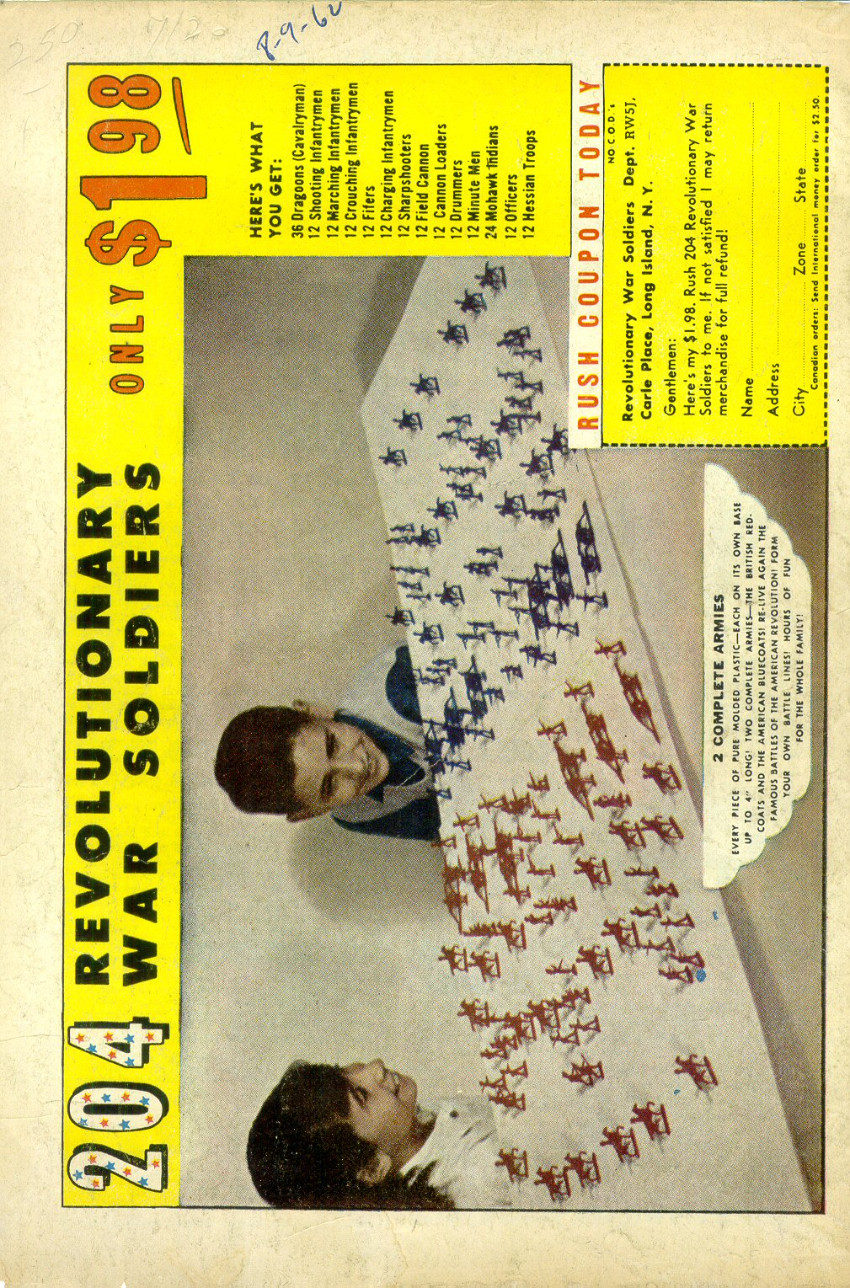 250
7/20
8-9-62
204 REVOLUTIONARY
WAR SOLDIERS
ONLY $1.98
HERE'S WHAT
YOU GET:
36 Dragoons (Cavalryman)
12 Shooting Infantrymen
12 Marching Infantrymen
12 Crouching Infantrymen
12 Fifers
12 Charging Infantrymen
12 Sharpshooters
12 Field Cannon
12 Cannon Loaders
12 Drummers
12 Minute Men
24 Mohawk Indians
12 Officers
12 Hessian Troops
2 COMPLETE ARMIES
EVERY PIECE OF PURE MOLDED PLASTIC—EACH ON ITS OWN BASE
UP TO 4" LONG! TWO COMPLETE ARMIES—THE BRITISH RED-
COATS AND THE AMERICAN BLUECOATS! RE-LIVE AGAIN THE
FAMOUS BATTLES OF THE AMERICAN REVOLUTION! FORM
YOUR OWN BATTLE LINES! HOURS OF FUN
FOR THE WHOLE FAMILY!
RUSH COUPON TODAY
NO C.O.D.'s
Revolutionary War Soldiers Dept. RW5J,
Carle Place, Long Island, N. Y.
Gentlemen:
Here's my $1.98. Rush 204 Revolutionary War
Soldiers to me. If not satisfied I may return
merchandise for full refund!
Name
Address
City Zone State
Canadian orders: Send International money order for $2.50.